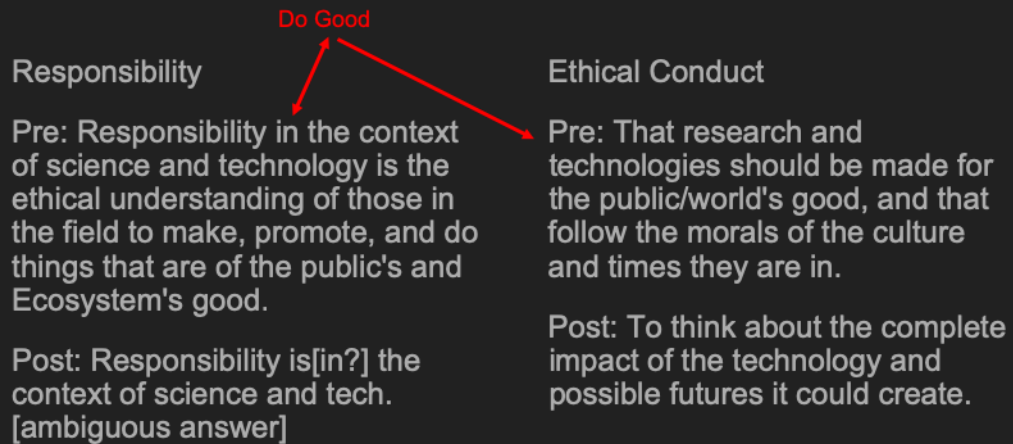 Do Good
Responsibility
Pre: Responsibility in the context
of science and technology is the
ethical understanding of those in
the field to make, promote, and do
things that are of the public's and
Ecosystem's good.
Post: Responsibility is[in?] the
context of science and tech.
[ambiguous answer]
Ethical Conduct
Pre: That research and
technologies should be made for
the public/world's good, and that
follow the morals of the culture
and times they are in.
Post: To think about the complete
impact of the technology and
possible futures it could create.